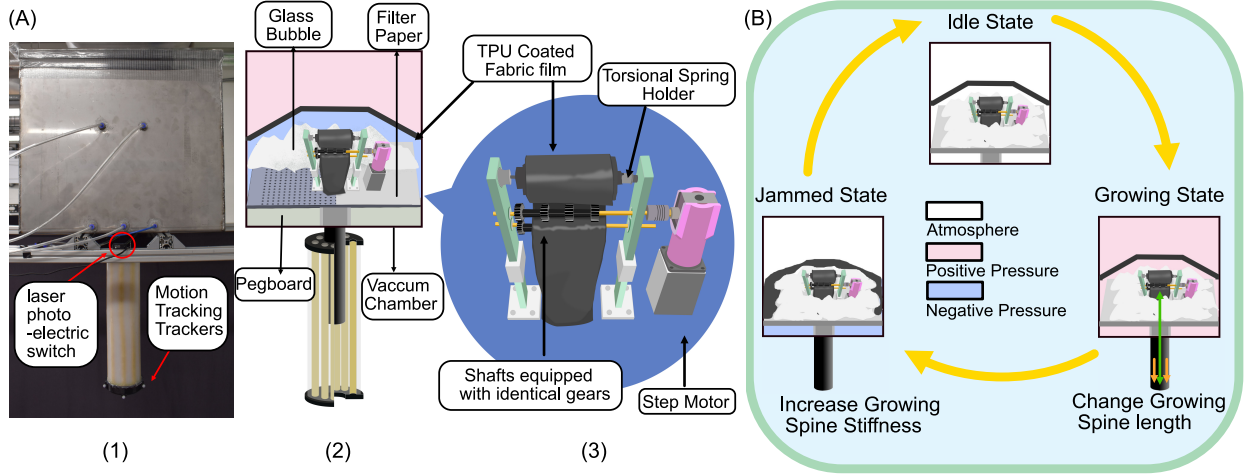 (A)
Glass
Bubble
Filter
Paper
TPU Coated
Fabric film
Torsional Spring
Holder
laser
photo
-electric
switch
Motion
Tracking
Trackers
Pegboard
Vaccum
Chamber
Shafts equipped
with identical gears
Step Motor
(1)
(2)
(3)
(B)
Idle State
Jammed State
Growing State
Atmosphere
Positive Pressure
Negative Pressure
Increase Growing
Spine Stiffness
Change Growing
Spine length